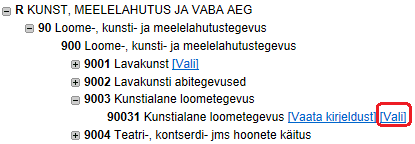 R KUNST, MEELELAHUTUS JA VABA AEG
90 Loome-, kunsti- ja meelelahutustegevus
900 Loome-, kunsti- ja meelelahutustegevus
9001 Lavakunst [Vali]
9002 Lavakunsti abitegevused
9003 Kunstialane loometegevus
90031 Kunstialane loometegevus [Vaata kirjeldust] [Vali]
9004 Teatri-, kontserdi- jms hoonete käitus